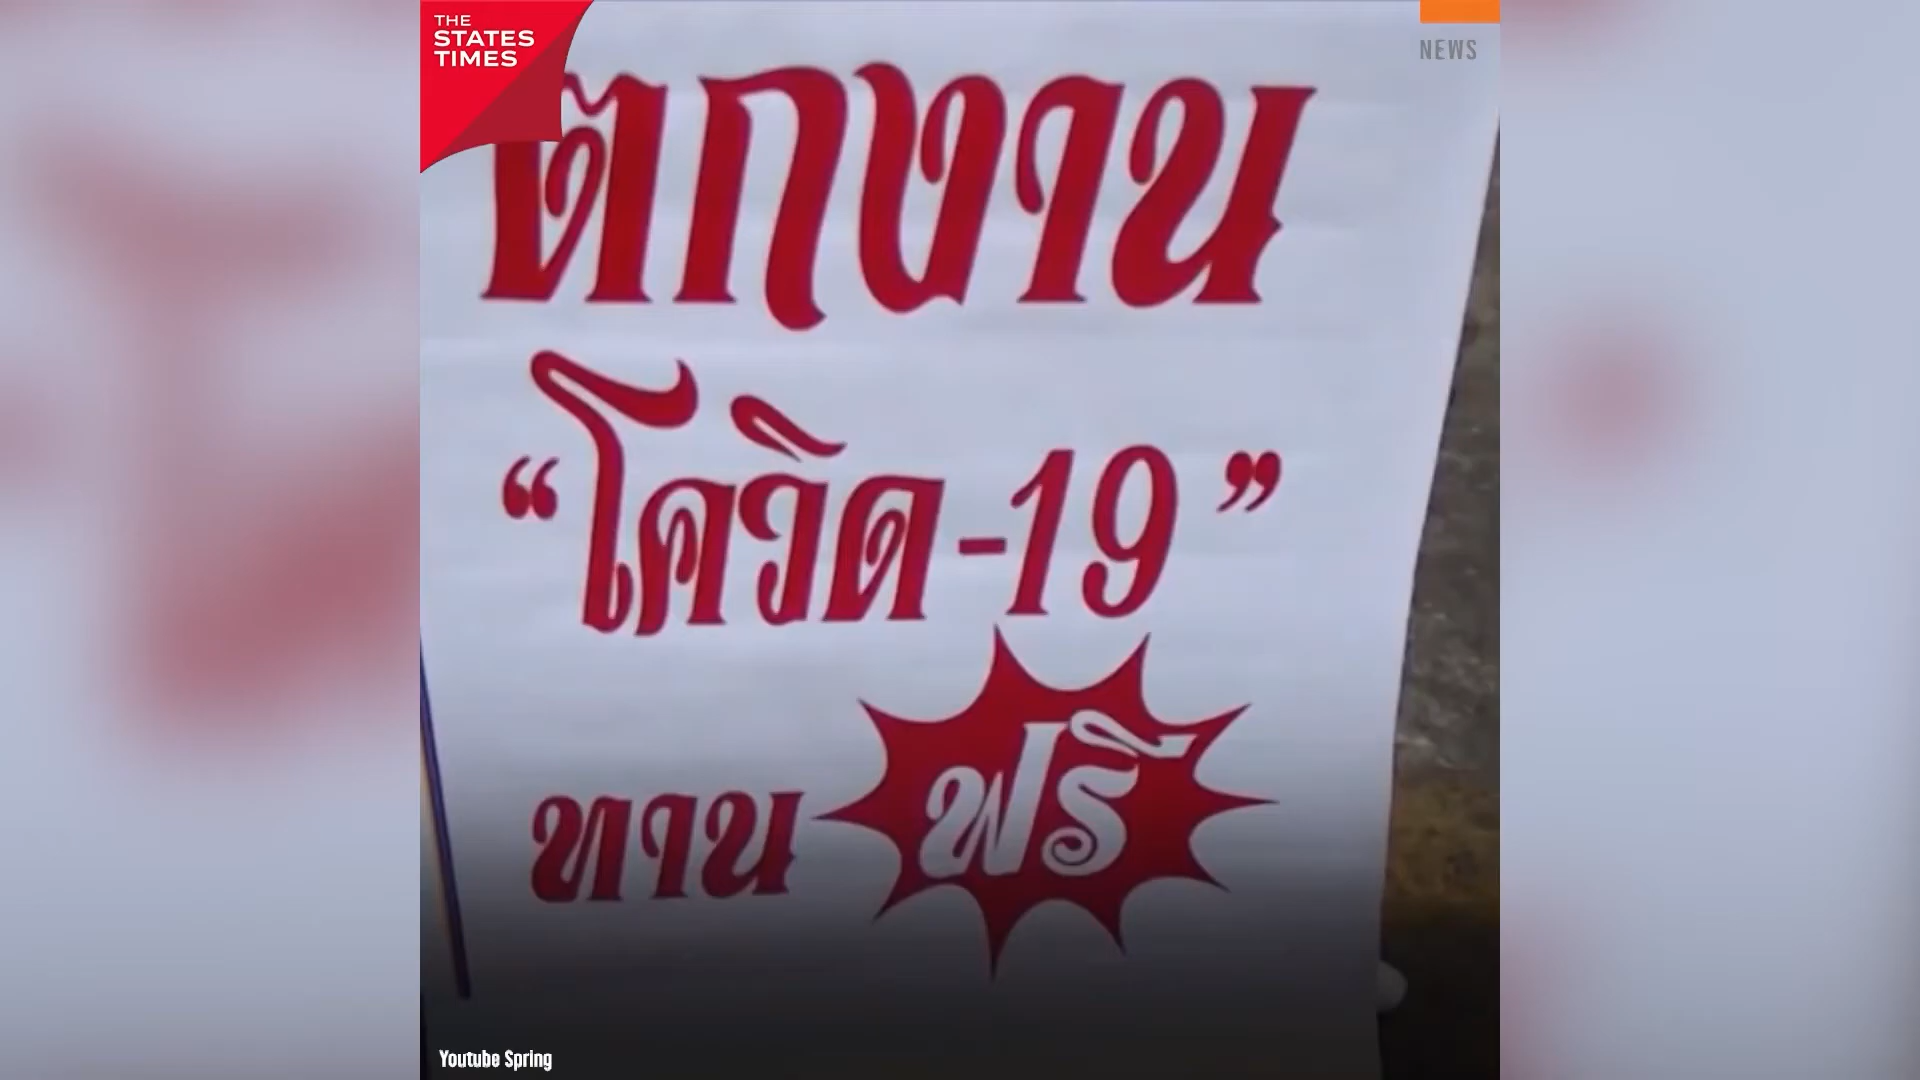 THE
STATES
TIMES
NEWS
ตกงาน
“โควิด-19”
ทาน ฟรี
Youtube Spring